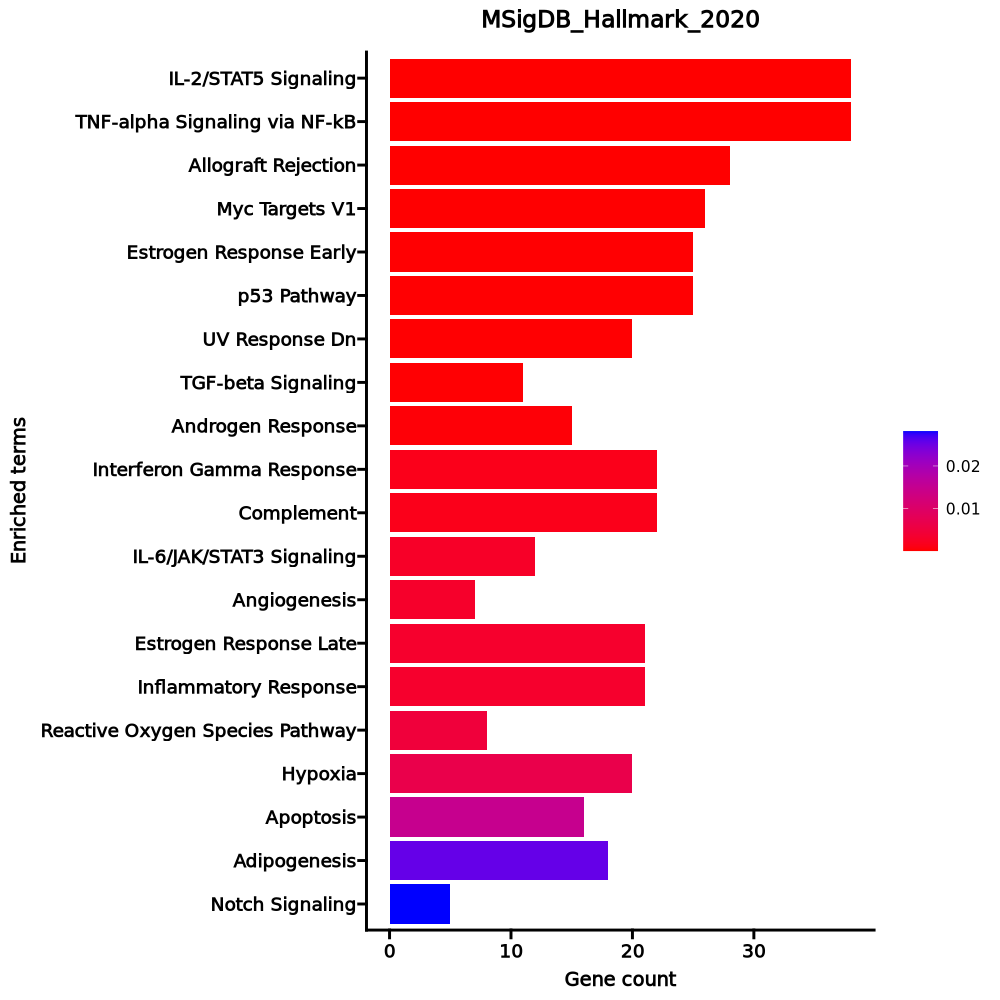 MSigDB_Hallmark_2020
IL-2/STAT5 Signaling
TNF-alpha Signaling via NF-kB
Allograft Rejection
Myc Targets V1
Estrogen Response Early
p53 Pathway
UV Response Dn
TGF-beta Signaling
Androgen Response
Interferon Gamma Response
Complement
IL-6/JAK/STAT3 Signaling
Angiogenesis
Estrogen Response Late
Inflammatory Response
Reactive Oxygen Species Pathway
Hypoxia
Apoptosis
Adipogenesis
Notch Signaling
Enriched terms
0 10 20 30
Gene count
0.02
0.01